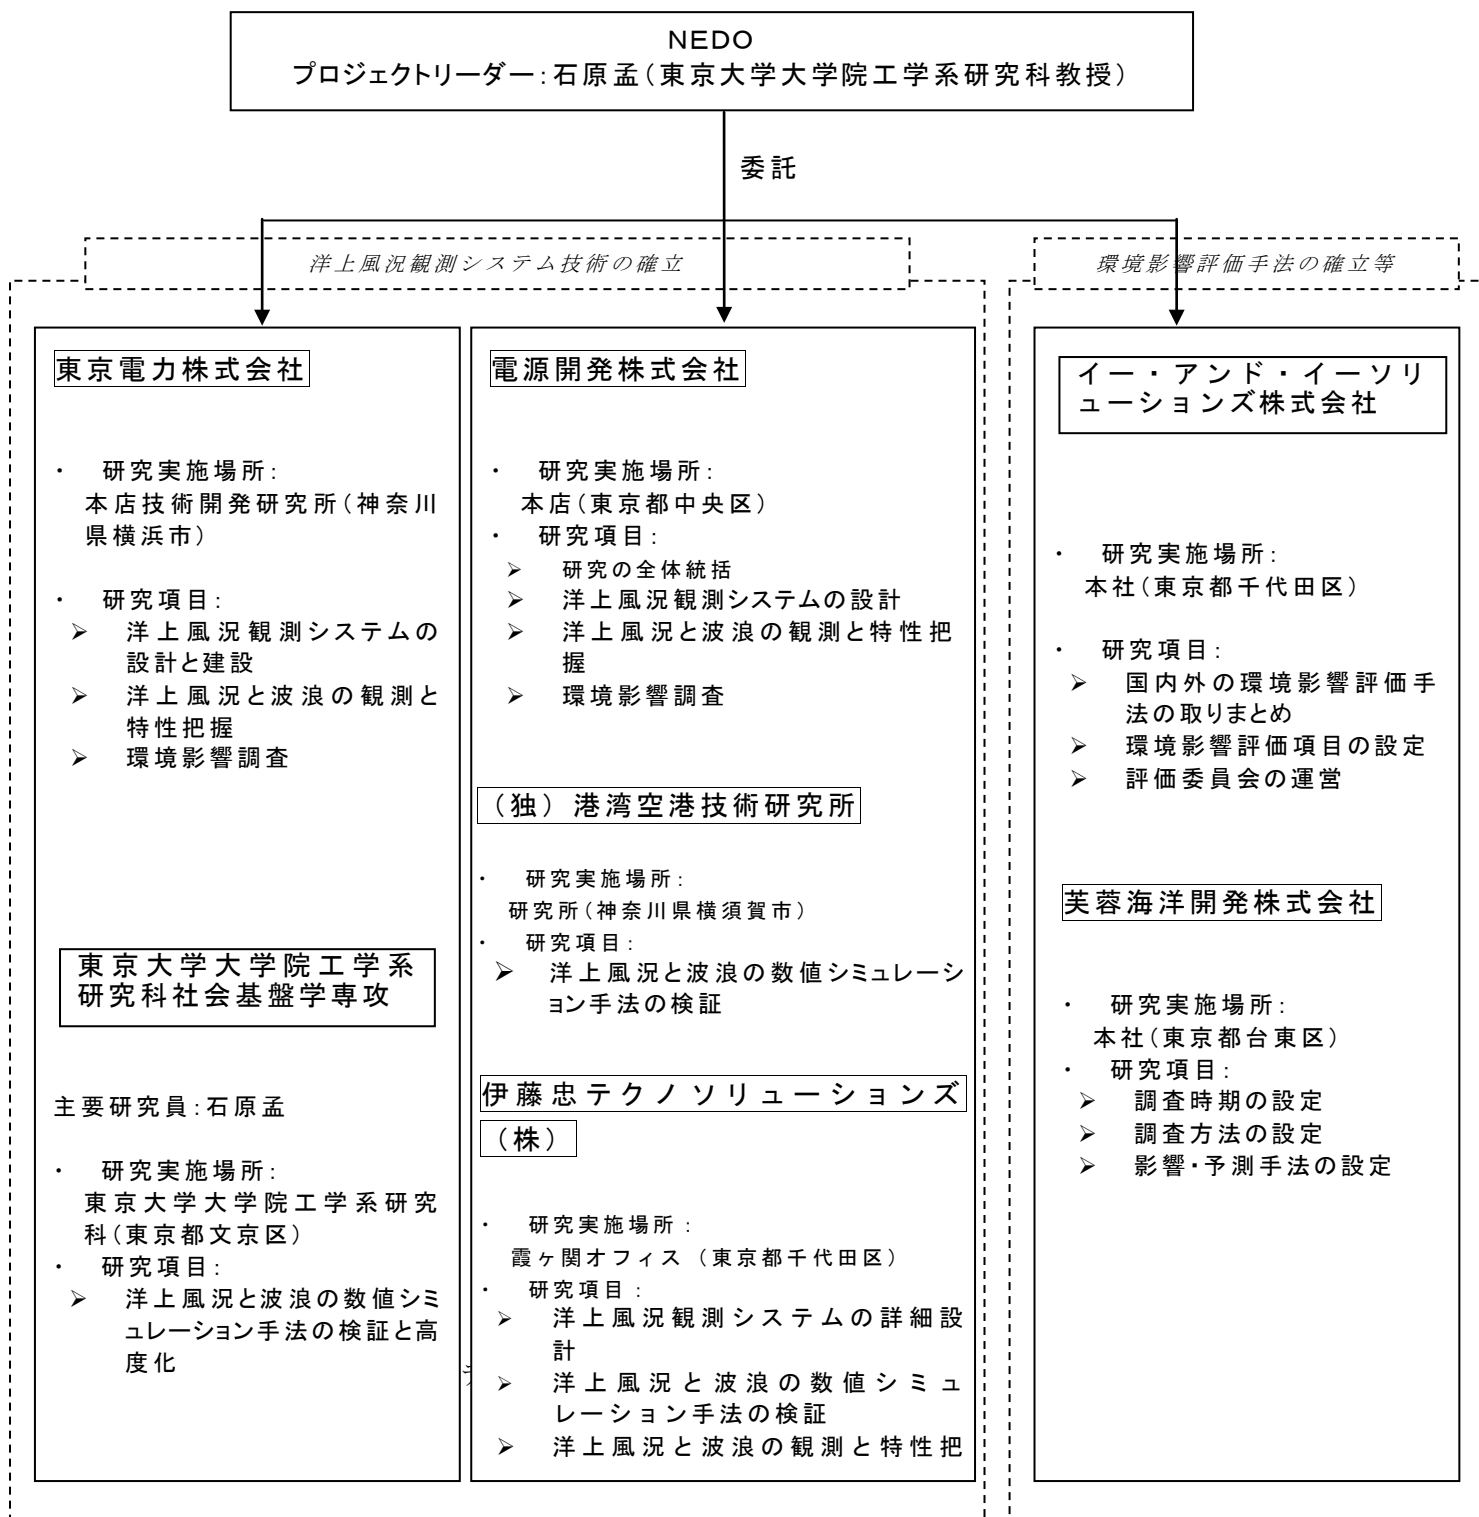 NEDO
プロジェクトリーダー：石原孟（東京大学大学院工学系研究科教授）
委託
洋上風況観測システム技術の確立
環境影響評価手法の確立等
東京電力株式会社
・ 研究実施場所：
本店技術開発研究所（神奈川
県横浜市）
・ 研究項目：
➢ 洋上風況観測システムの
設計と建設
➢ 洋上風況と波浪の観測と
特性把握
➢ 環境影響調査
東京大学大学院工学系
研究科社会基盤学専攻
主要研究員：石原孟
・ 研究実施場所：
東京大学大学院工学系研究
科（東京都文京区）
・ 研究項目：
➢ 洋上風況と波浪の数値シミ
ュレーション手法の検証と高
度化
電源開発株式会社
・ 研究実施場所：
本店（東京都中央区）
・ 研究項目：
➢ 研究の全体統括
➢ 洋上風況観測システムの設計
➢ 洋上風況と波浪の観測と特性把
握
➢ 環境影響調査
（独）港湾空港技術研究所
・ 研究実施場所：
研究所（神奈川県横須賀市）
・ 研究項目：
➢ 洋上風況と波浪の数値シミュレーシ
ョン手法の検証
伊藤忠テクノソリューションズ
（株）
・ 研究実施場所：
霞ヶ関オフィス（東京都千代田区）
・ 研究項目：
➢ 洋上風況観測システムの詳細設
計
➢ 洋上風況と波浪の数値シミュ
レーション手法の検証
➢ 洋上風況と波浪の観測と特性把
イー・アンド・イーソリ
ューションズ株式会社
・ 研究実施場所：
本社（東京都千代田区）
・ 研究項目：
➢ 国内外の環境影響評価手
法の取りまとめ
➢ 環境影響評価項目の設定
➢ 評価委員会の運営
芙蓉海洋開発株式会社
・ 研究実施場所：
本社（東京都台東区）
・ 研究項目：
➢ 調査時期の設定
➢ 調査方法の設定
➢ 影響・予測手法の設定